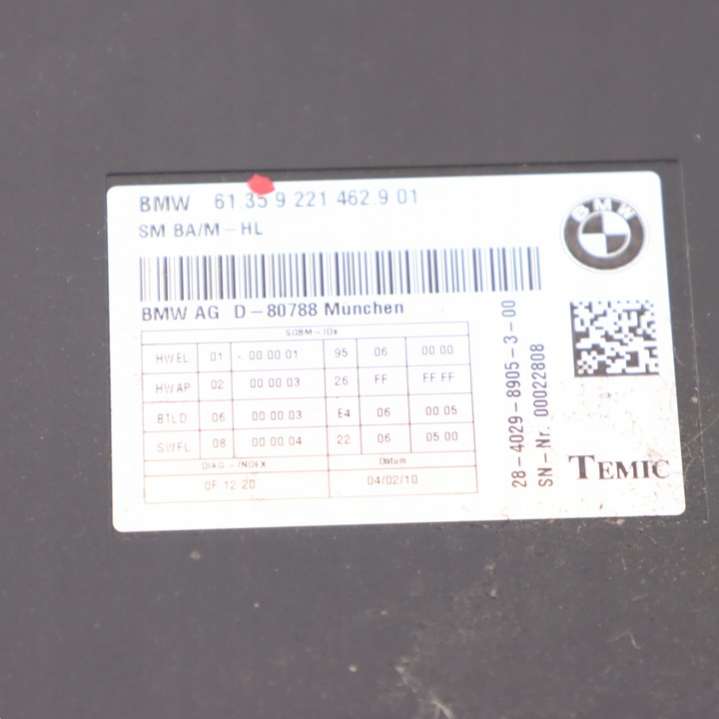 BMW 61.35 9 221 462.9 01
SM BA/M-HL
BMW
BMW AG D-80788 Munchen
SGBM-IDs
HWEL 01 -00 00 01 95 06 00 00
HWAP 02 00 00 03 26 FF FF FF
BTLD 06 00 00 03 E4 06 00 05
SWFL 08 00 00 04 22 06 05 00
DIAG-INDEX Datum
0F 12 20 04/02/10
28-4029-8905-3-00
SN-Nr. 00022808
TEMIC